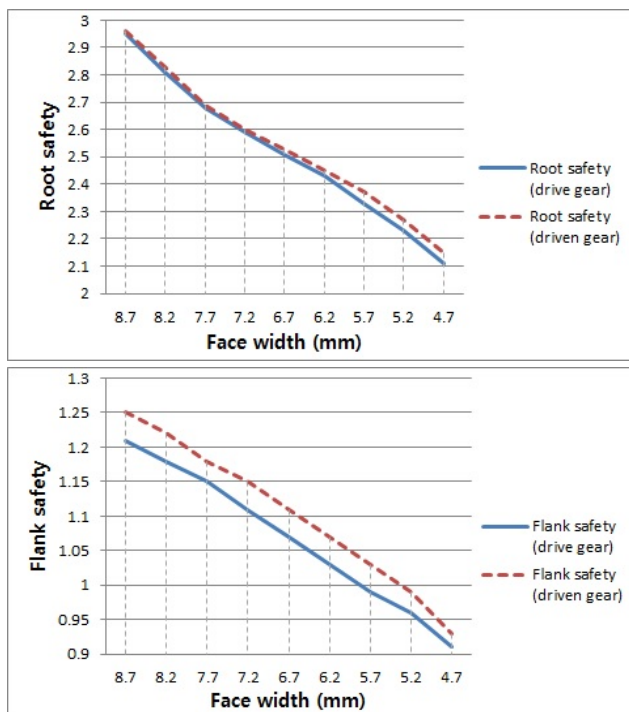 3
2.9
2.8
2.7
2.6
2.5
2.4
2.3
2.2
2.1
2
Root safety
8.7 8.2 7.7 7.2 6.7 6.2 5.7 5.2 4.7
Face width (mm)
Root safety
(drive gear)
Root safety
(driven gear)
1.3
1.25
1.2
1.15
1.1
1.05
1
0.95
0.9
Flank safety
8.7 8.2 7.7 7.2 6.7 6.2 5.7 5.2 4.7
Face width (mm)
Flank safety
(drive gear)
Flank safety
(driven gear)